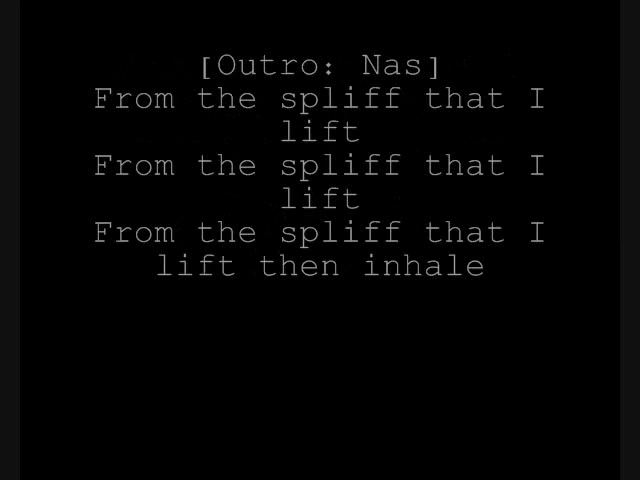 [Outro: Nas]
From the spliff that I
lift
From the spliff that I
lift
From the spliff that I
lift then inhale